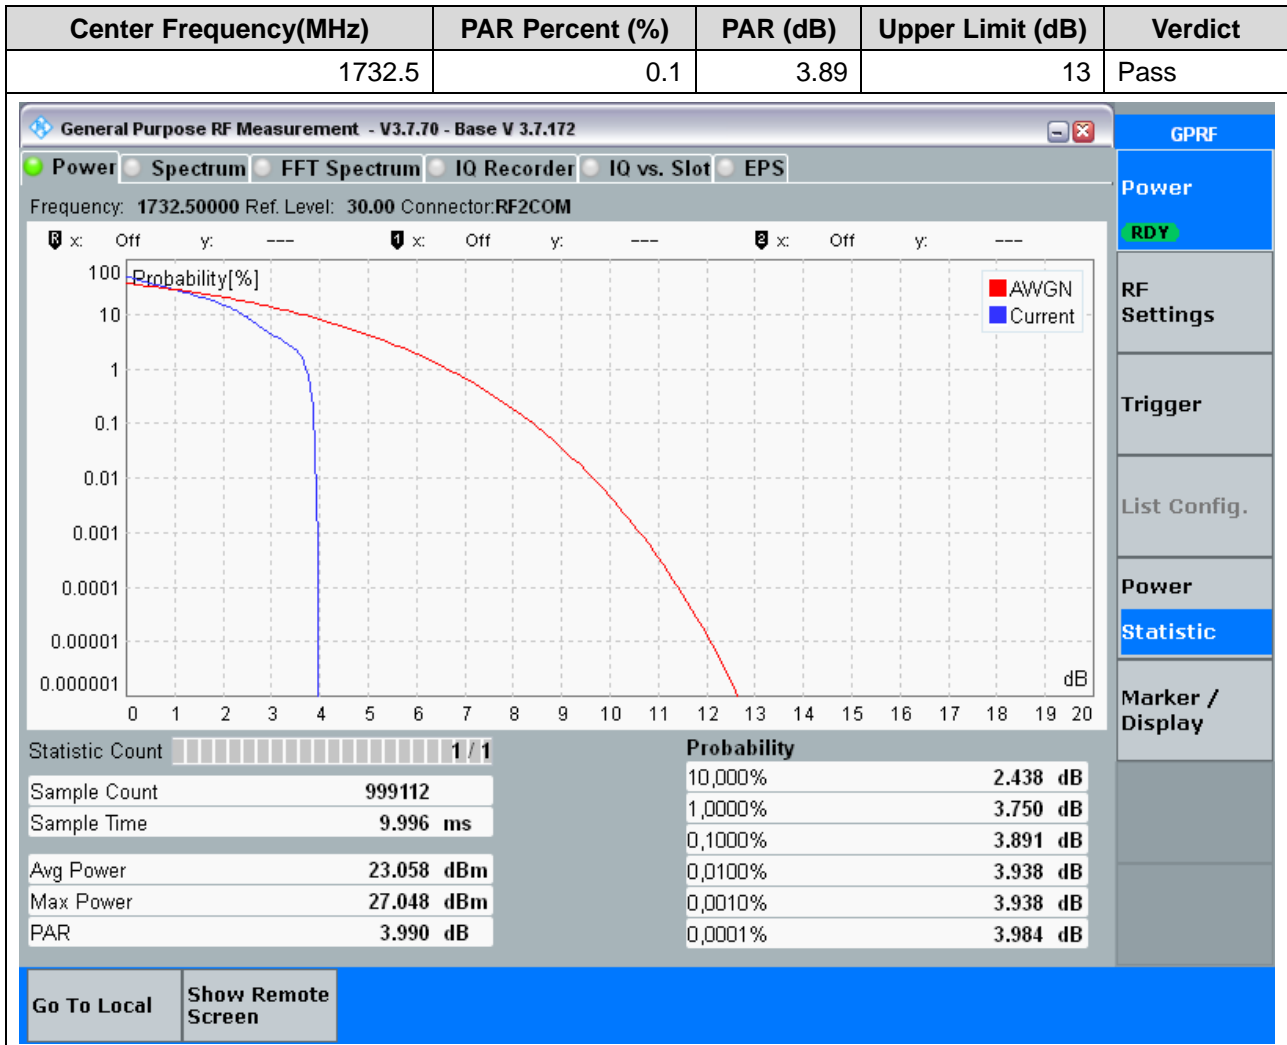 Center Frequency(MHz) PAR Percent (%) PAR (dB) Upper Limit (dB) Verdict
1732.5 0.1 3.89 13 Pass
General Purpose RF Measurement - V3.7.70 - Base V 3.7.172
GPRF
Power Spectrum FFT Spectrum IQ Recorder IQ vs. Slot EPS
Power
RDY
Frequency: 1732.50000 Ref. Level: 30.00 Connector:RF2COM
R x: Off y: --- 1 x: Off y: --- 2 x: Off y: ---
Probability[%]
AWGN
Current
100
10
1
0.1
0.01
0.001
0.0001
0.00001
0.000001
dB
0 1 2 3 4 5 6 7 8 9 10 11 12 13 14 15 16 17 18 19 20
RF
Settings
Trigger
List Config.
Power
Statistic
Marker /
Display
Statistic Count 1 / 1
Sample Count 999112
Sample Time 9.996 ms
Avg Power 23.058 dBm
Max Power 27.048 dBm
PAR 3.990 dB
Probability
10,000% 2.438 dB
1,0000% 3.750 dB
0,1000% 3.891 dB
0,0100% 3.938 dB
0,0010% 3.938 dB
0,0001% 3.984 dB
Go To Local
Show Remote
Screen